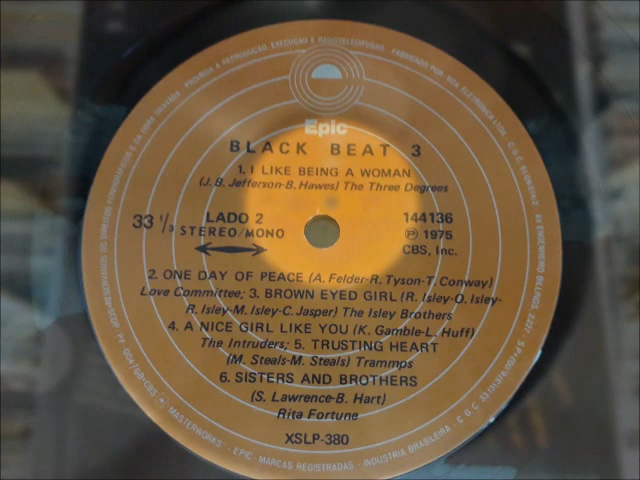 Epic
BLACK BEAT 3
1. I LIKE BEING A WOMAN
(J. B. Jefferson-B. Hawes) The Three Degrees
33 1/3
LADO 2
STEREO/MONO
144136
Ⓟ 1975
CBS, Inc.
2. ONE DAY OF PEACE (A. Felder-R. Tyson-T. Conway)
Love Committee; 3. BROWN EYED GIRL (R. Isley-O. Isley-
R. Isley-M. Isley-C. Jasper) The Isley Brothers
4. A NICE GIRL LIKE YOU (K. Gamble-L. Huff)
The Intruders; 5. TRUSTING HEART
(M. Steals-M. Steals) Trammps
6. SISTERS AND BROTHERS
(S. Lawrence-B. Hart)
Rita Fortune
XSLP-380
MASTERWORKS - EPIC - MARCAS REGISTRADAS - INDÚSTRIA BRASILEIRA - C G C